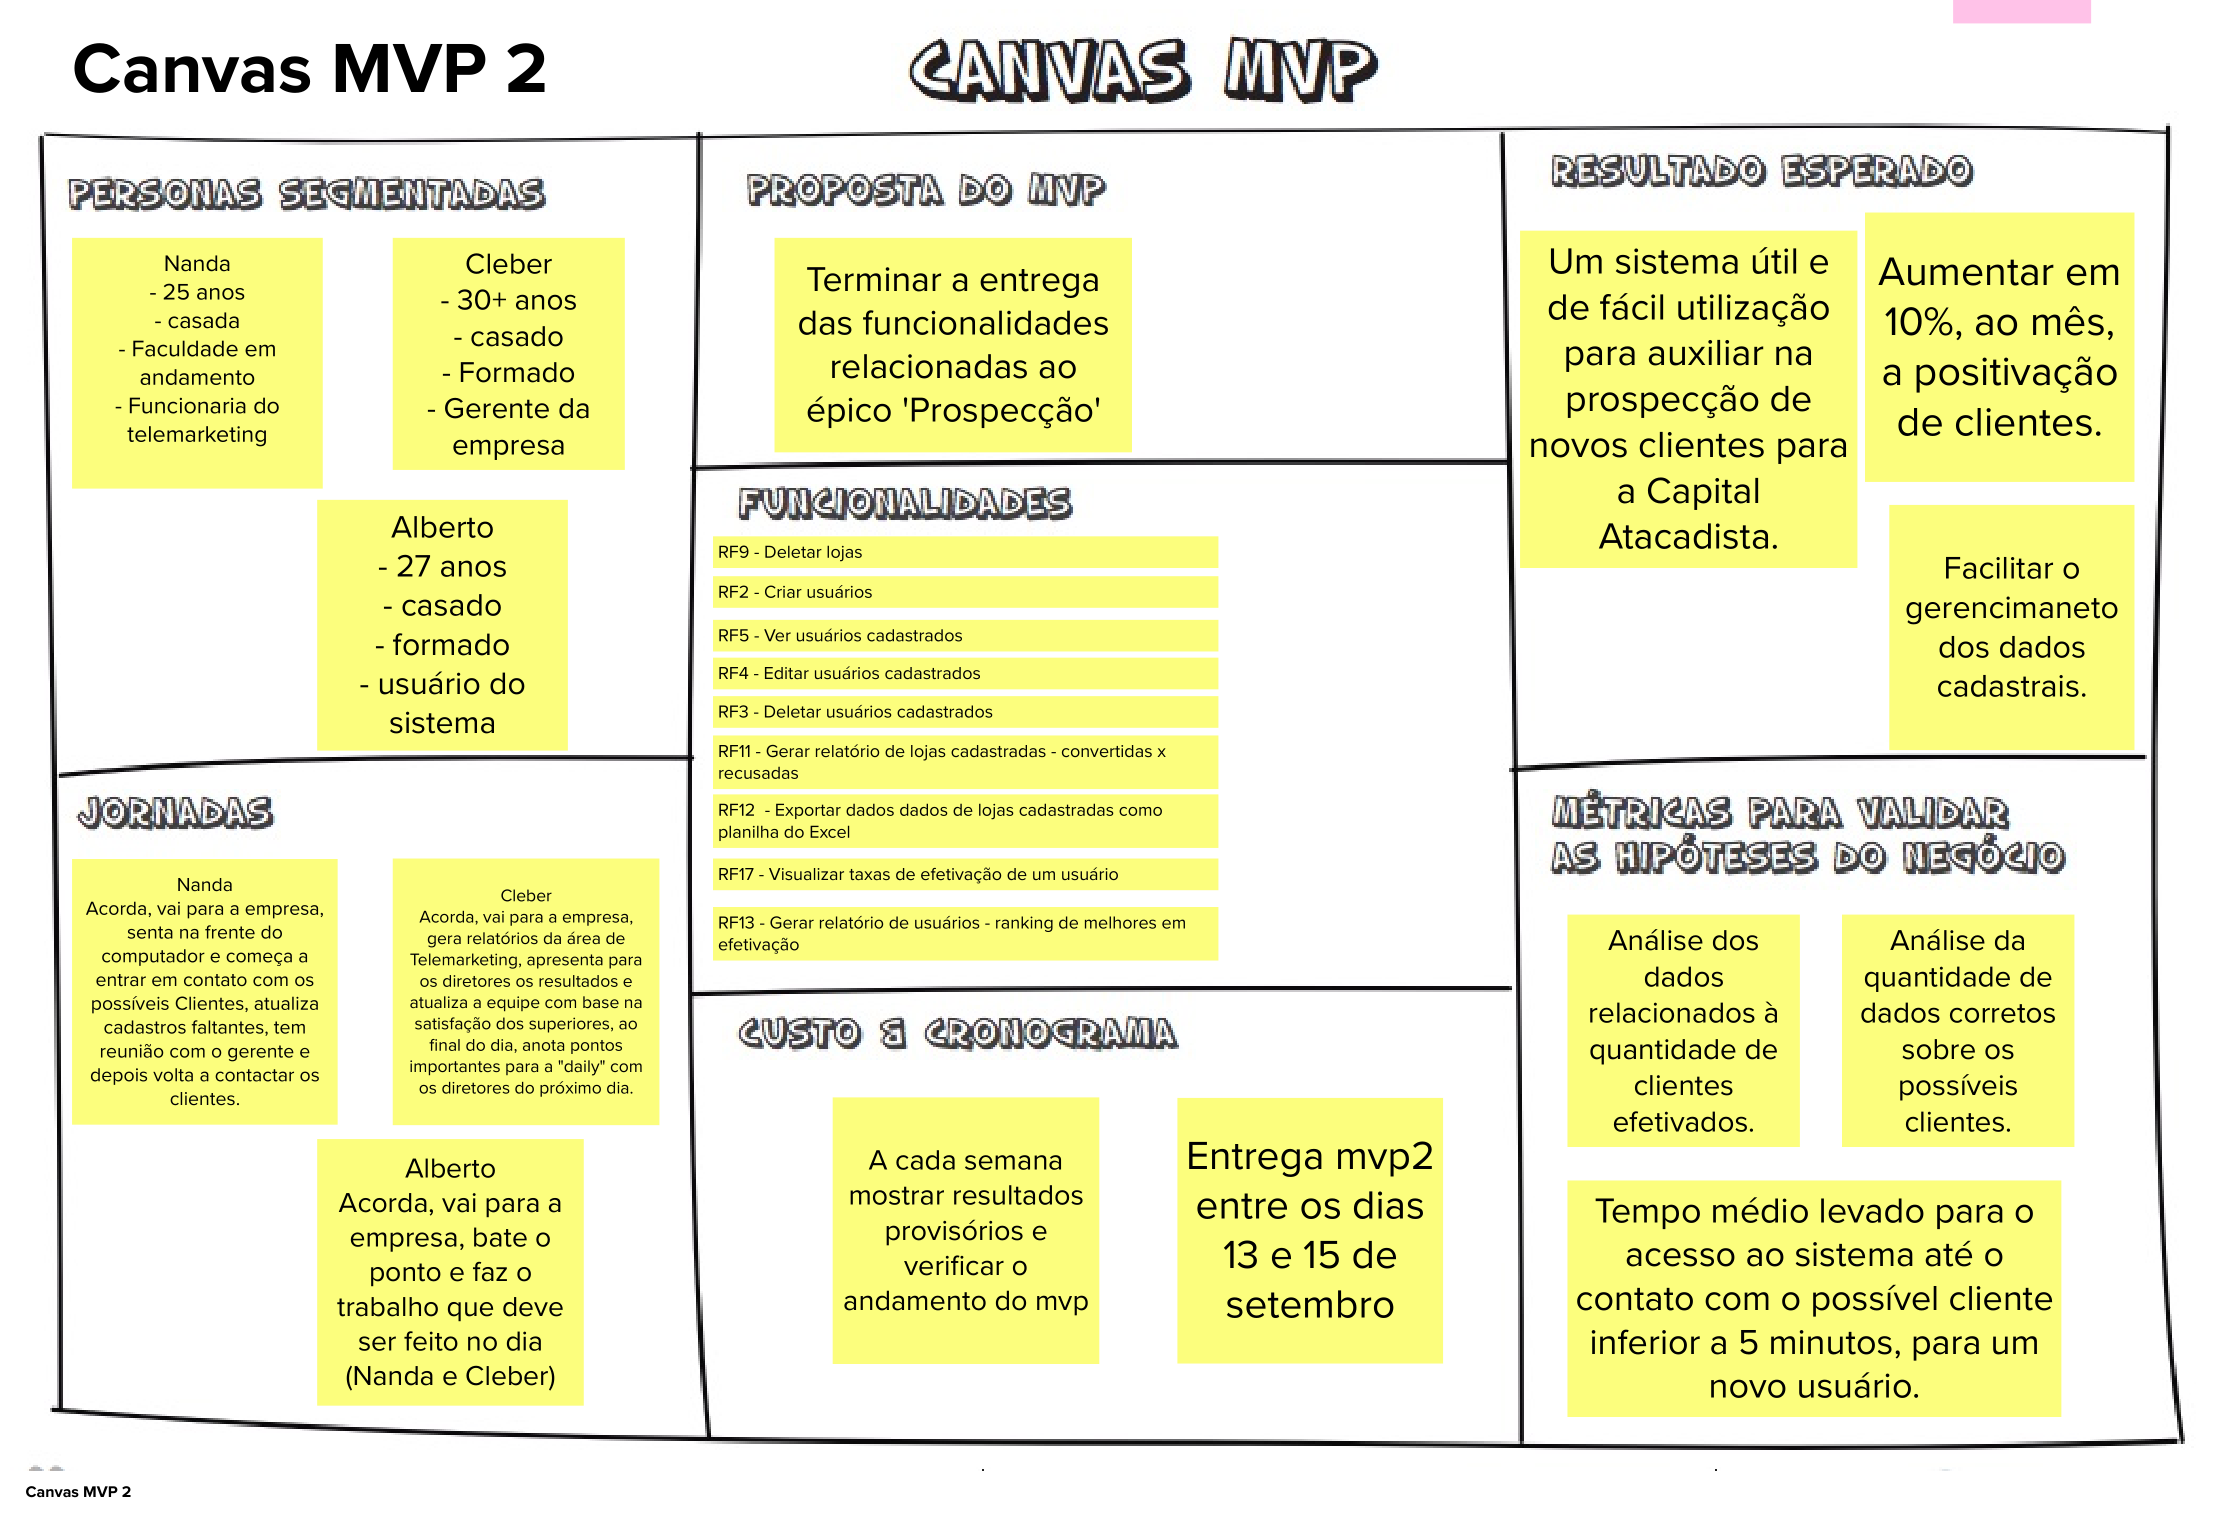 Canvas MVP 2
CANVAS MVP
PERSONAS SEGMENTADAS
Nanda
- 25 anos
- casada
- Faculdade em
andamento
- Funcionaria do
telemarketing
Cleber
- 30+ anos
- casado
- Formado
- Gerente da
empresa
Alberto
- 27 anos
- casado
- formado
- usuário do
sistema
JORNADAS
Nanda
Acorda, vai para a empresa,
senta na frente do
computador e começa a
entrar em contato com os
possíveis Clientes, atualiza
cadastros faltantes, tem
reunião com o gerente e
depois volta a contactar os
clientes.
Cleber
Acorda, vai para a empresa,
gera relatórios da área de
Telemarketing, apresenta para
os diretores os resultados e
atualiza a equipe com base na
satisfação dos superiores, ao
final do dia, anota pontos
importantes para a "daily" com
os diretores do próximo dia.
Alberto
Acorda, vai para a
empresa, bate o
ponto e faz o
trabalho que deve
ser feito no dia
(Nanda e Cleber)
PROPOSTA DO MVP
Terminar a entrega
das funcionalidades
relacionadas ao
épico 'Prospecção'
FUNCIONALIDADES
RF9 - Deletar lojas
RF2 - Criar usuários
RF5 - Ver usuários cadastrados
RF4 - Editar usuários cadastrados
RF3 - Deletar usuários cadastrados
RF11 - Gerar relatório de lojas cadastradas - convertidas x
recusadas
RF12  - Exportar dados dados de lojas cadastradas como
planilha do Excel
RF17 - Visualizar taxas de efetivação de um usuário
RF13 - Gerar relatório de usuários - ranking de melhores em
efetivação
CUSTO & CRONOGRAMA
A cada semana
mostrar resultados
provisórios e
verificar o
andamento do mvp
Entrega mvp2
entre os dias
13 e 15 de
setembro
RESULTADO ESPERADO
Um sistema útil e
de fácil utilização
para auxiliar na
prospecção de
novos clientes para
a Capital
Atacadista.
Aumentar em
10%, ao mês,
a positivação
de clientes.
Facilitar o
gerencimaneto
dos dados
cadastrais.
MÉTRICAS PARA VALIDAR
AS HIPÓTESES DO NEGÓCIO
Análise dos
dados
relacionados à
quantidade de
clientes
efetivados.
Análise da
quantidade de
dados corretos
sobre os
possíveis
clientes.
Tempo médio levado para o
acesso ao sistema até o
contato com o possível cliente
inferior a 5 minutos, para um
novo usuário.
Canvas MVP 2